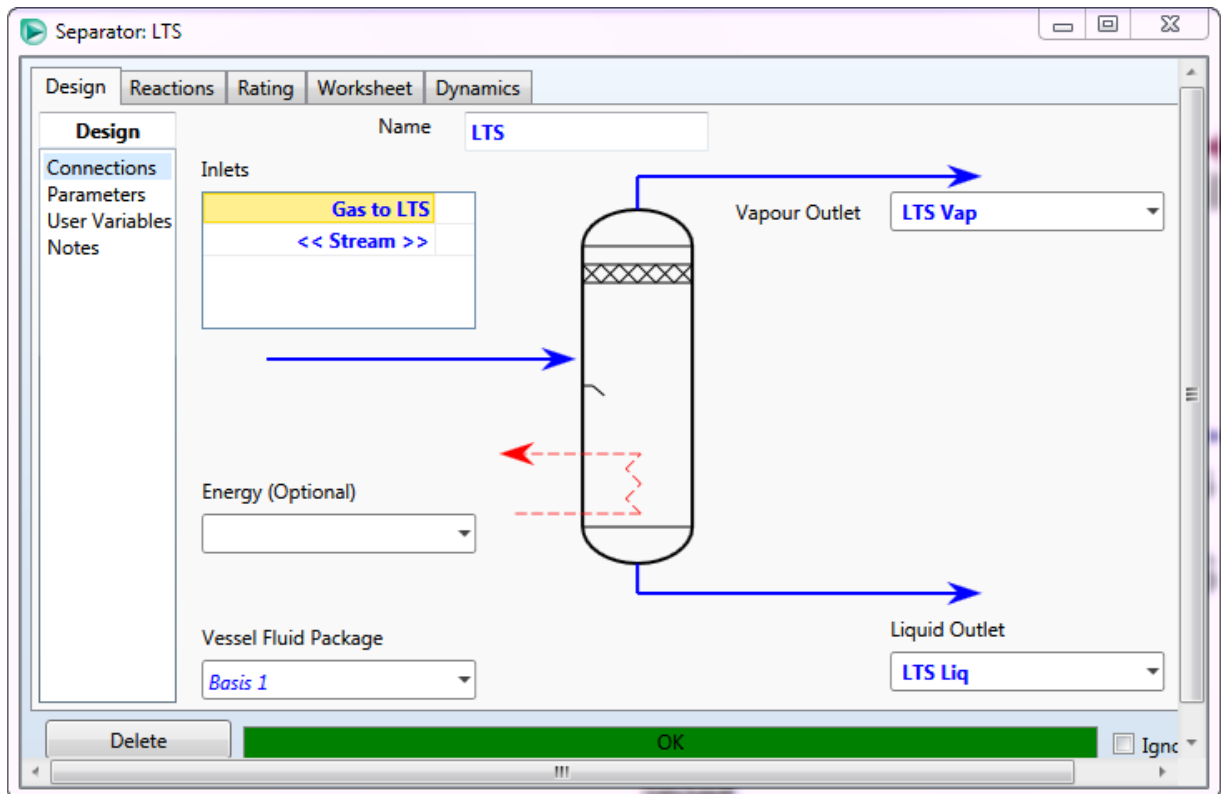 Separator: LTS
Design Reactions Rating Worksheet Dynamics
Design
Connections
Parameters
User Variables
Notes
Name LTS
Inlets
Gas to LTS
<< Stream >>
Vapour Outlet LTS Vap
Energy (Optional)
Vessel Fluid Package
Basis 1
Liquid Outlet
LTS Liq
Delete OK